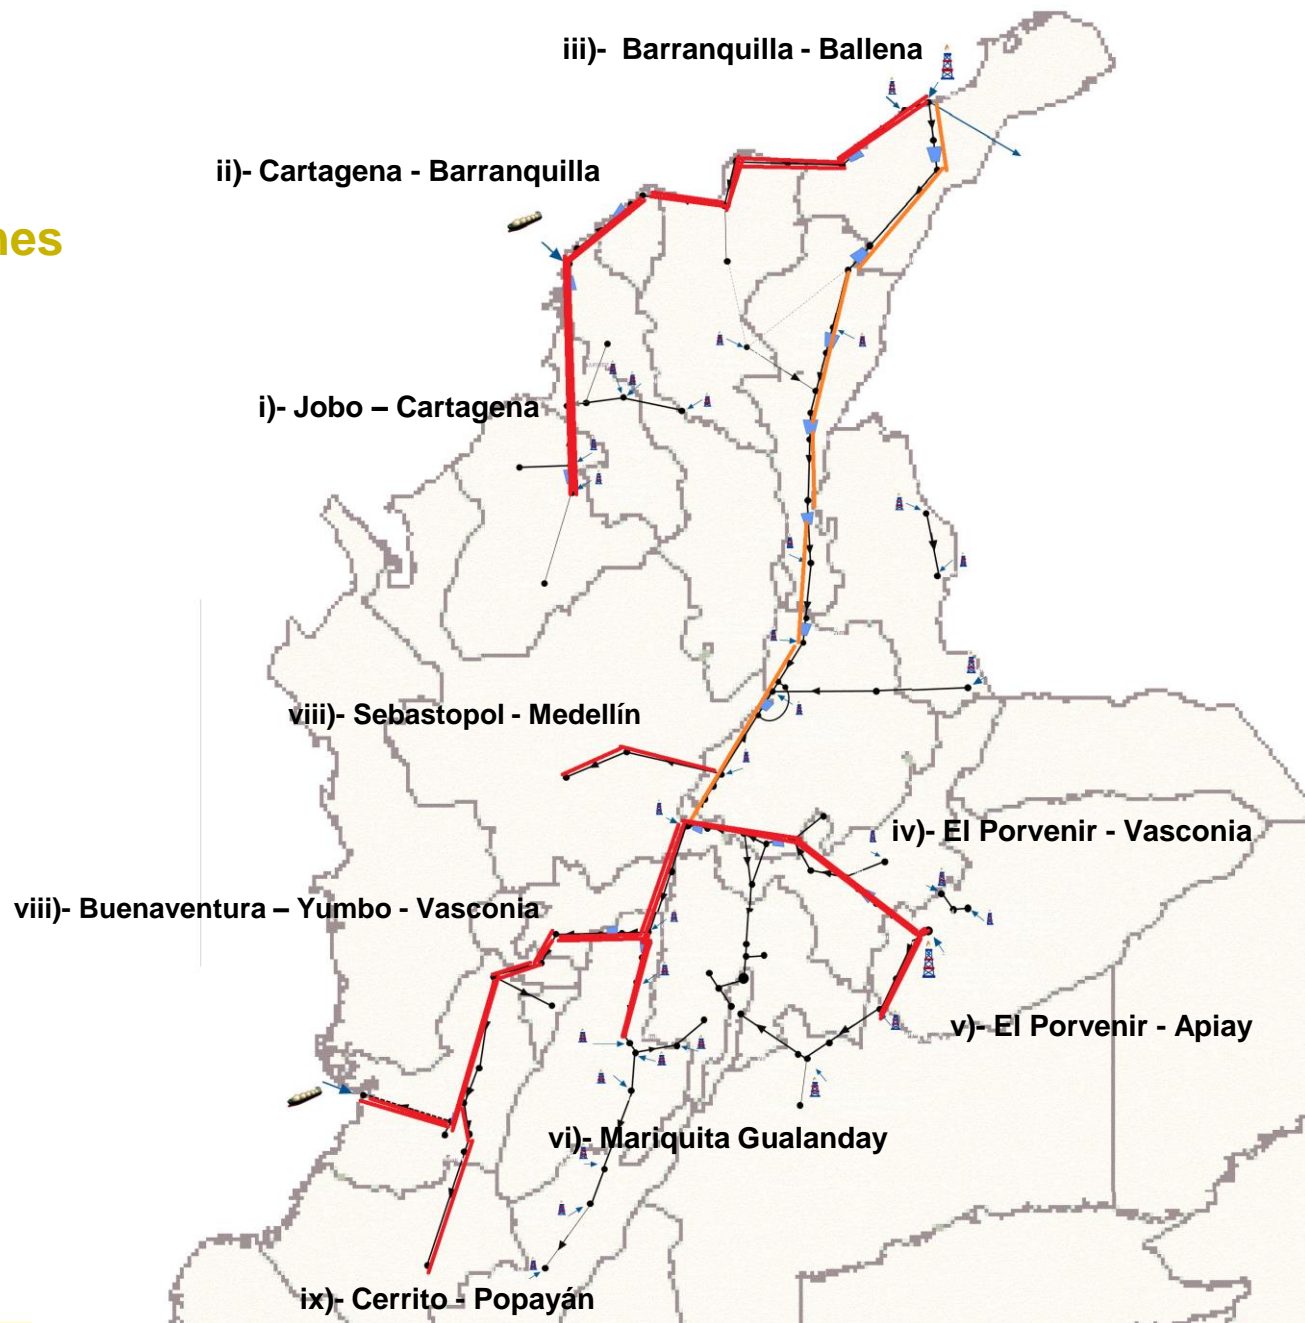 iii)-  Barranquilla - Ballena
ii)- Cartagena - Barranquilla
nes
i)- Jobo – Cartagena
viii)- Sebastopol - Medellín
iv)- El Porvenir - Vasconia
viii)- Buenaventura – Yumbo - Vasconia
v)- El Porvenir - Apiay
vi)- Mariquita Gualanday
ix)- Cerrito - Popayán